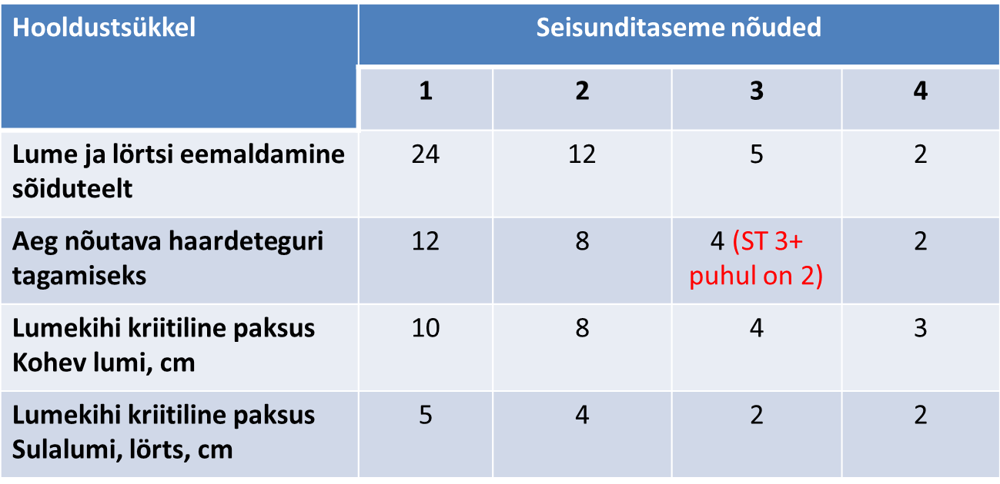 Hooldustsükkel Seisunditaseme nõuded
1 2 3 4
Lume ja lörtsi eemaldamine
sõiduteelt
24 12 5 2
Aeg nõutava haardeteguri
tagamiseks
12 8 4 (ST 3+
puhul on 2)
2
Lumekihi kriitiline paksus
Kohev lumi, cm
10 8 4 3
Lumekihi kriitiline paksus
Sulalumi, lörts, cm
5 4 2 2